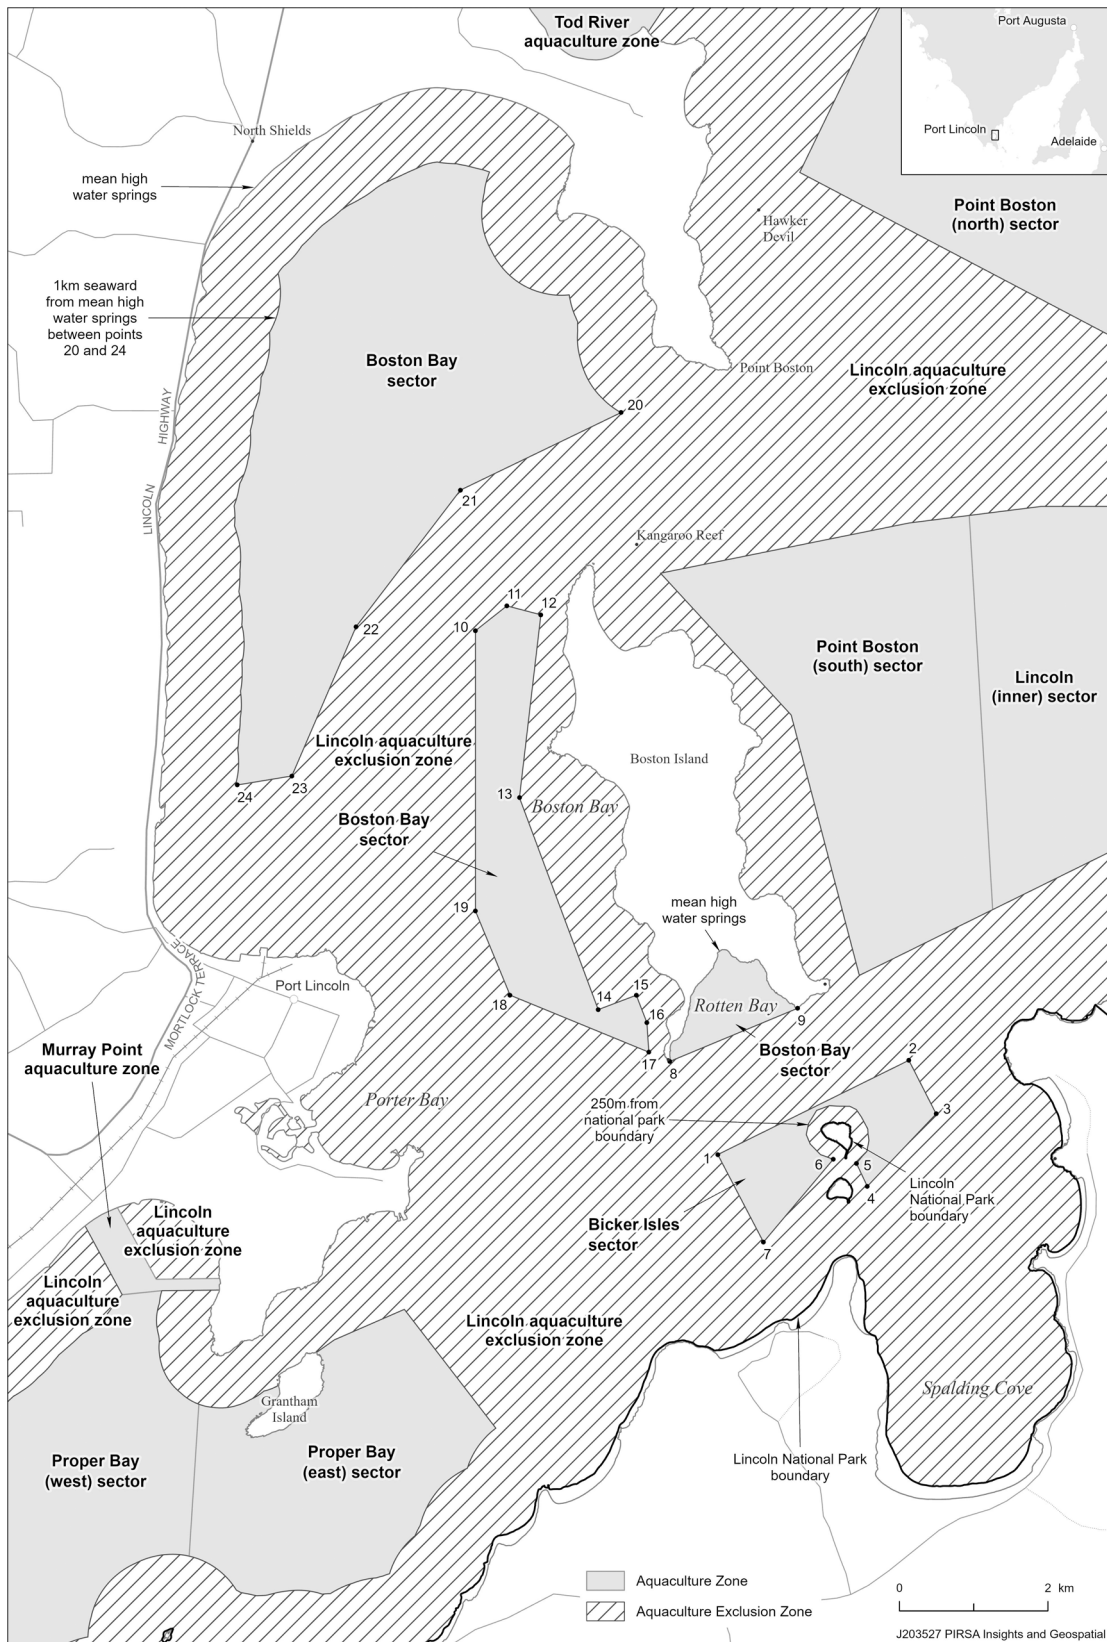 Tod River
aquaculture zone
Port Augusta
Port Lincoln
Adelaide
North Shields
mean high
water springs
Point Boston
(north) sector
Hawker
Devil
1km seaward
from mean high
water springs
between points
20 and 24
Boston Bay
sector
Point Boston
Lincoln aquaculture
exclusion zone
HIGHWAY
LINCOLN
20
21
Kangaroo Reef
11
12
10
22
Point Boston
(south) sector
Lincoln
(inner) sector
Lincoln aquaculture
exclusion zone
Boston Island
23
24
13
Boston Bay
Boston Bay
sector
mean high
water springs
19
MORTLOCK TERRACE
Port Lincoln
18
14
15
16
17
Rotten Bay
9
8
Boston Bay
sector
2
Murray Point
aquaculture zone
Porter Bay
250m from
national park
boundary
3
1
6
5
4
Lincoln
National Park
boundary
Bicker Isles
sector
7
Lincoln
aquaculture
exclusion zone
Lincoln
aquaculture
exclusion zone
Lincoln aquaculture
exclusion zone
Spalding Cove
Grantham
Island
Proper Bay
(west) sector
Proper Bay
(east) sector
Lincoln National Park
boundary
Aquaculture Zone
Aquaculture Exclusion Zone
0
2 km
J203527 PIRSA Insights and Geospatial